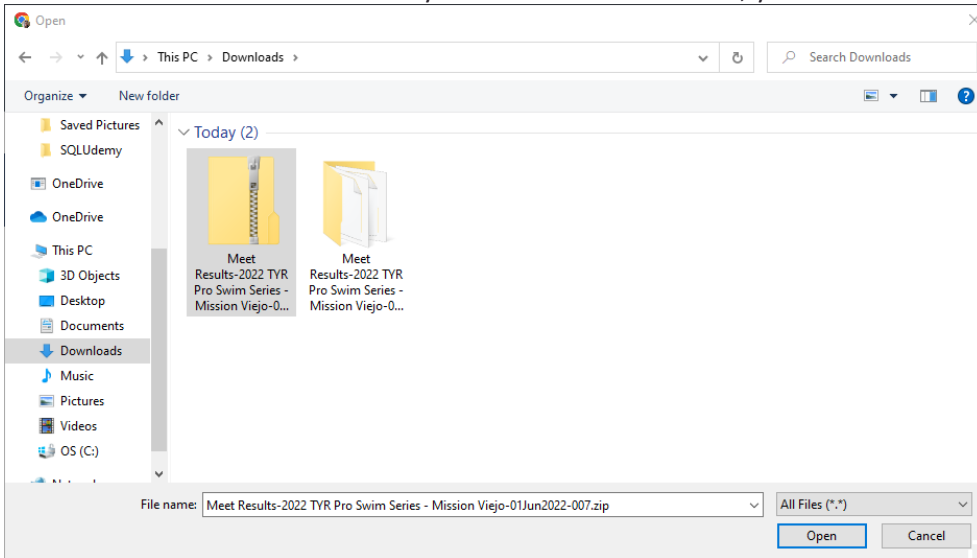 Open
This PC > Downloads >
Search Downloads
Organize
New folder
Saved Pictures
SQLUdemy
OneDrive
OneDrive
This PC
3D Objects
Desktop
Documents
Downloads
Music
Pictures
Videos
OS (C:)
Today (2)
Meet
Results-2022 TYR
Pro Swim Series -
Mission Viejo-0...
Meet
Results-2022 TYR
Pro Swim Series -
Mission Viejo-0...
File name:
Meet Results-2022 TYR Pro Swim Series - Mission Viejo-01Jun2022-007.zip
All Files (*.*)
Open
Cancel